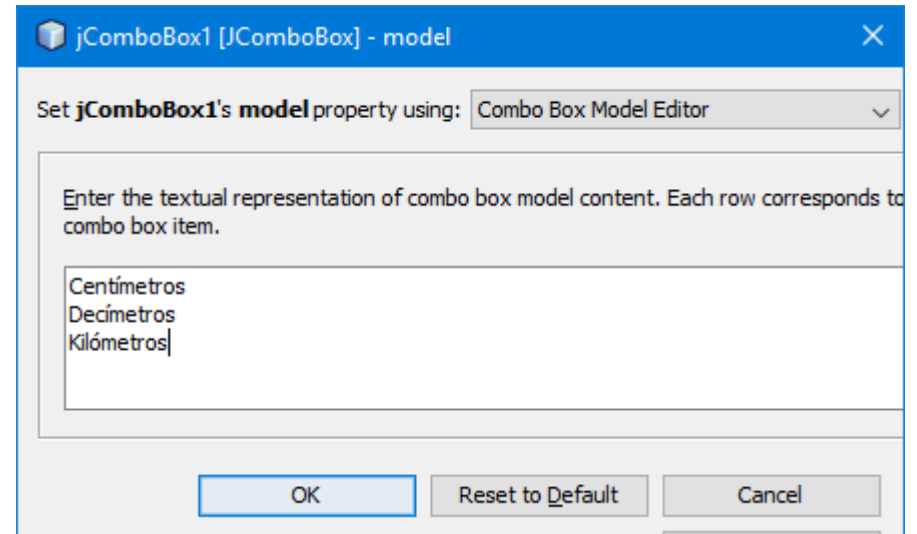 jComboBox1 [JComboBox] - model
Set jComboBox1's model property using: Combo Box Model Editor
Enter the textual representation of combo box model content. Each row corresponds to
combo box item.
Centímetros
Decímetros
Kilómetros
OK Reset to Default Cancel